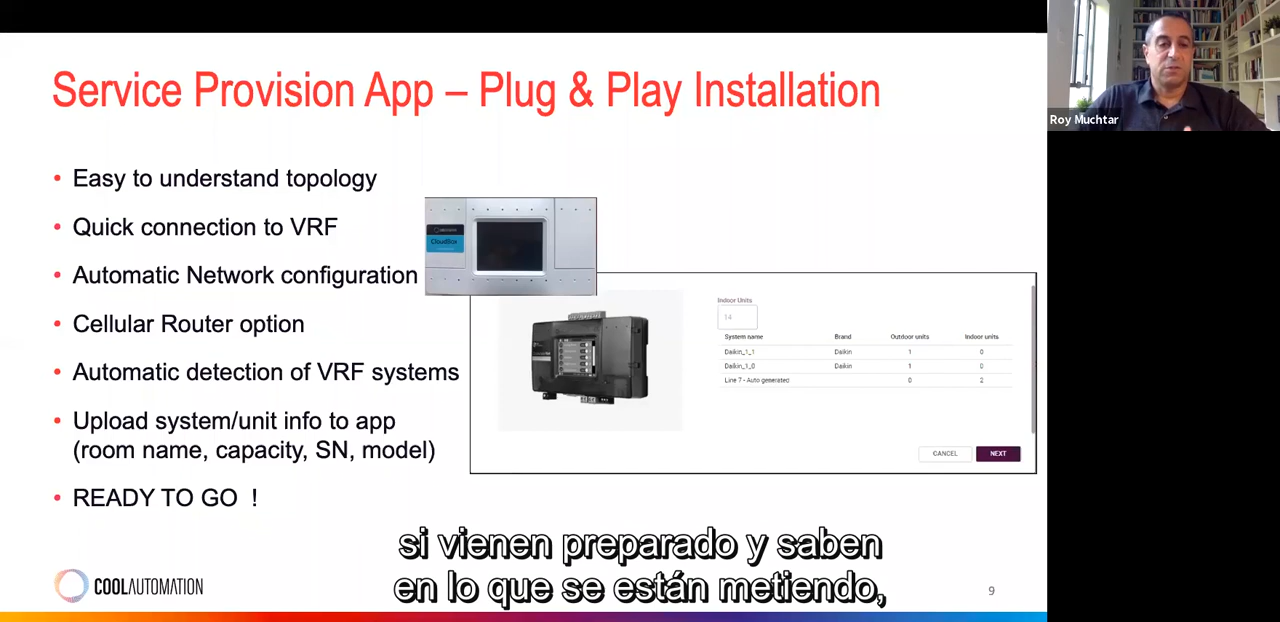 Service Provision App – Plug & Play Installation
Roy Muchtar
• Easy to understand topology
• Quick connection to VRF
• Automatic Network configuration
• Cellular Router option
• Automatic detection of VRF systems
• Upload system/unit info to app
(room name, capacity, SN, model)
• READY TO GO !
CloudBox
Indoor Units
14
System name Brand Outdoor units Indoor units
Daikin_1_1 Daikin 1 0
Daikin_1_0 Daikin 1 0
Line 7 - Auto generated 0 2
CANCEL NEXT
si vienen preparado y saben
en lo que se están metiendo,
COOLAUTOMATION
9